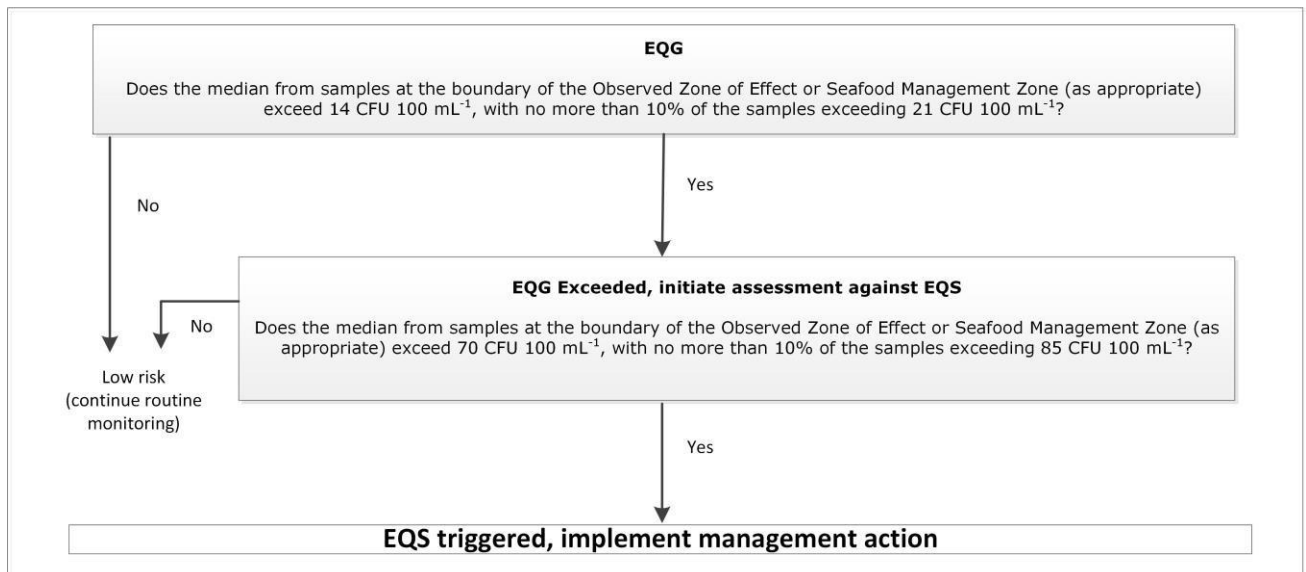 EQG
Does the median from samples at the boundary of the Observed Zone of Effect or Seafood Management Zone (as appropriate)
exceed 14 CFU 100 mL⁻¹, with no more than 10% of the samples exceeding 21 CFU 100 mL⁻¹?
No
Yes
EQG Exceeded, initiate assessment against EQS
Does the median from samples at the boundary of the Observed Zone of Effect or Seafood Management Zone (as
appropriate) exceed 70 CFU 100 mL⁻¹, with no more than 10% of the samples exceeding 85 CFU 100 mL⁻¹?
No
Low risk
(continue routine
monitoring)
Yes
EQS triggered, implement management action